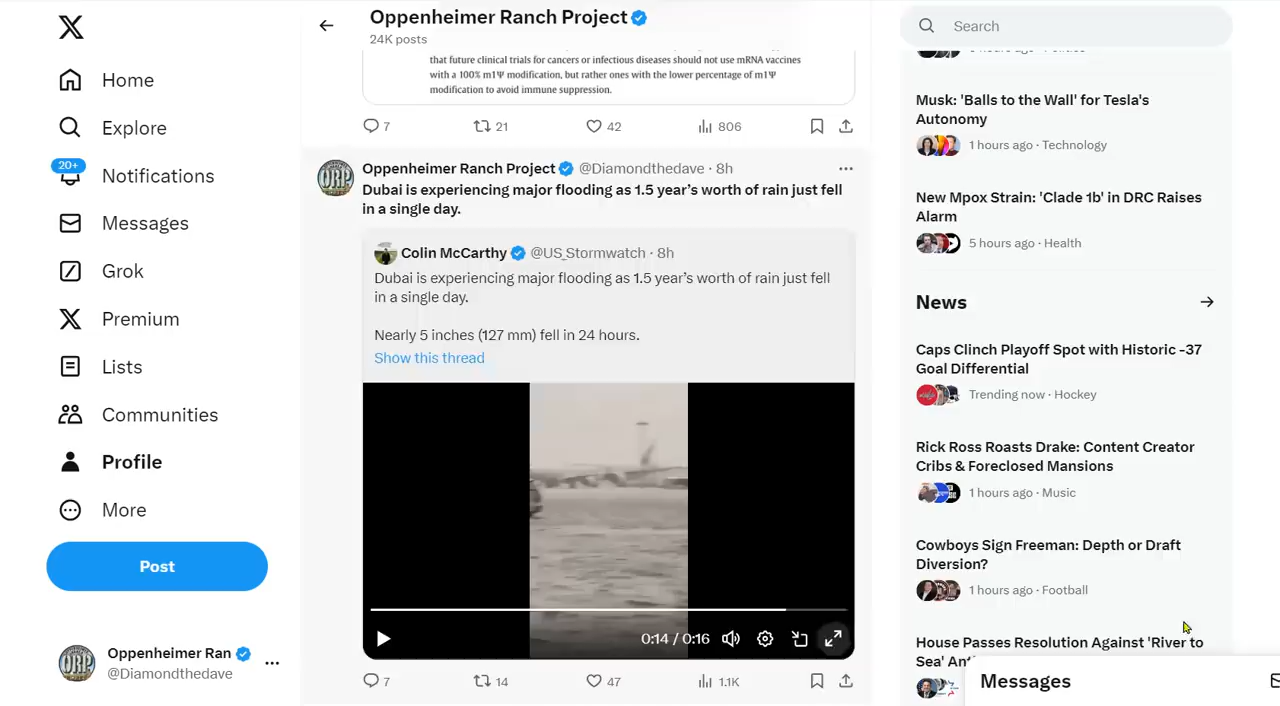 Home
Explore
20+
Notifications
Messages
Grok
Premium
Lists
Communities
Profile
More
Post
Oppenheimer Ran
@Diamondthedave
Oppenheimer Ranch Project
24K posts
that future clinical trials for cancers or infectious diseases should not use mRNA vaccines
with a 100% m1Ψ modification, but rather ones with the lower percentage of m1Ψ
modification to avoid immune suppression.
7 21 42 806
Oppenheimer Ranch Project @Diamondthedave · 8h
Dubai is experiencing major flooding as 1.5 year’s worth of rain just fell
in a single day.
Colin McCarthy @US_Stormwatch · 8h
Dubai is experiencing major flooding as 1.5 year’s worth of rain just fell
in a single day.
Nearly 5 inches (127 mm) fell in 24 hours.
Show this thread
0:14 / 0:16
7 14 47 1.1K
Search
Musk: 'Balls to the Wall' for Tesla's
Autonomy
1 hours ago · Technology
New Mpox Strain: 'Clade 1b' in DRC Raises
Alarm
5 hours ago · Health
News
Caps Clinch Playoff Spot with Historic -37
Goal Differential
Trending now · Hockey
Rick Ross Roasts Drake: Content Creator
Cribs & Foreclosed Mansions
1 hours ago · Music
Cowboys Sign Freeman: Depth or Draft
Diversion?
1 hours ago · Football
House Passes Resolution Against 'River to
Sea'
Messages